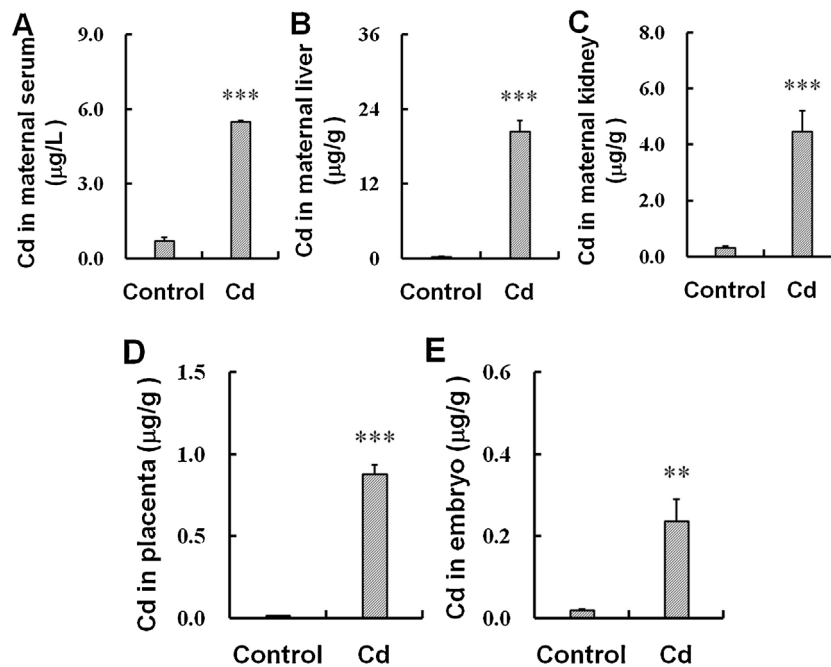 A
Cd in maternal serum
(μg/L)
9.0
6.0
3.0
0.0
***
Control Cd
B
Cd in maternal liver
(μg/g )
36
24
12
0
***
Control Cd
C
Cd in maternal kidney
(μg/g )
8.0
6.0
4.0
2.0
0.0
***
Control Cd
D
Cd in placenta (μg/g )
1.5
1.0
0.5
0.0
***
Control Cd
E
Cd in embryo (μg/g )
0.6
0.4
0.2
0.0
**
Control Cd